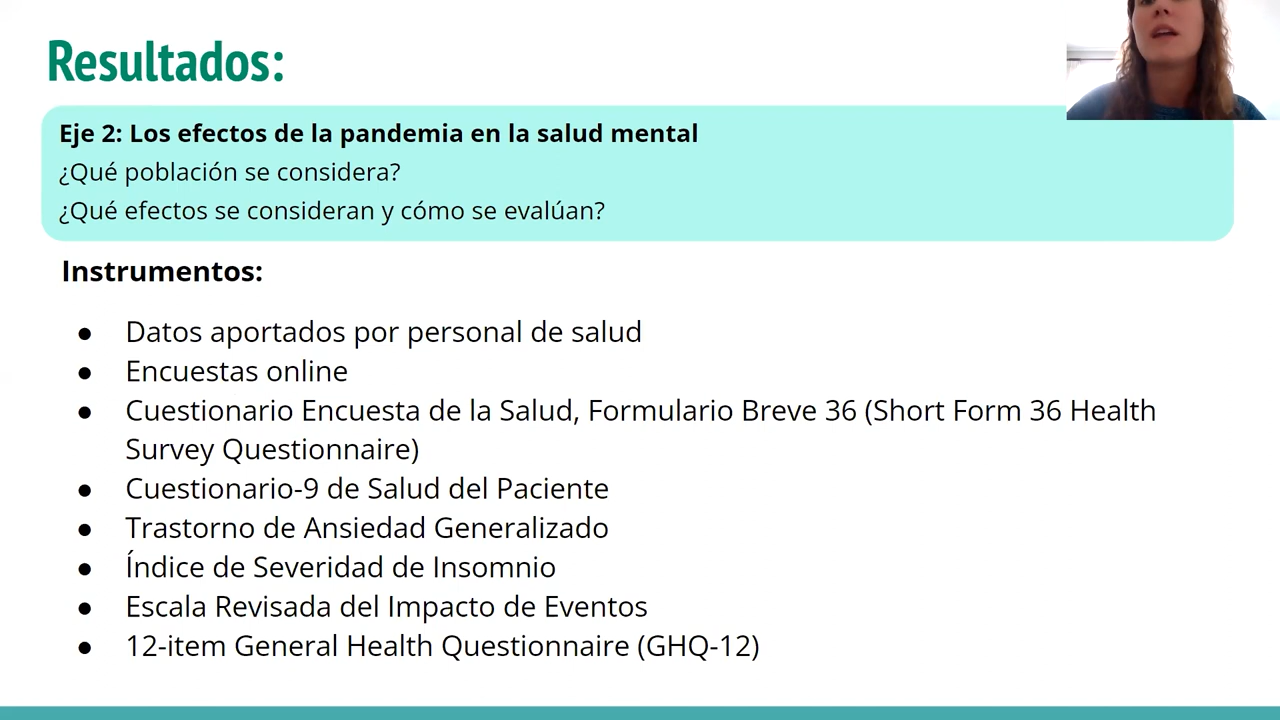 Resultados:
Eje 2: Los efectos de la pandemia en la salud mental
¿Qué población se considera?
¿Qué efectos se consideran y cómo se evalúan?
Instrumentos:
● Datos aportados por personal de salud
● Encuestas online
● Cuestionario Encuesta de la Salud, Formulario Breve 36 (Short Form 36 Health
Survey Questionnaire)
● Cuestionario-9 de Salud del Paciente
● Trastorno de Ansiedad Generalizado
● Índice de Severidad de Insomnio
● Escala Revisada del Impacto de Eventos
● 12-item General Health Questionnaire (GHQ-12)